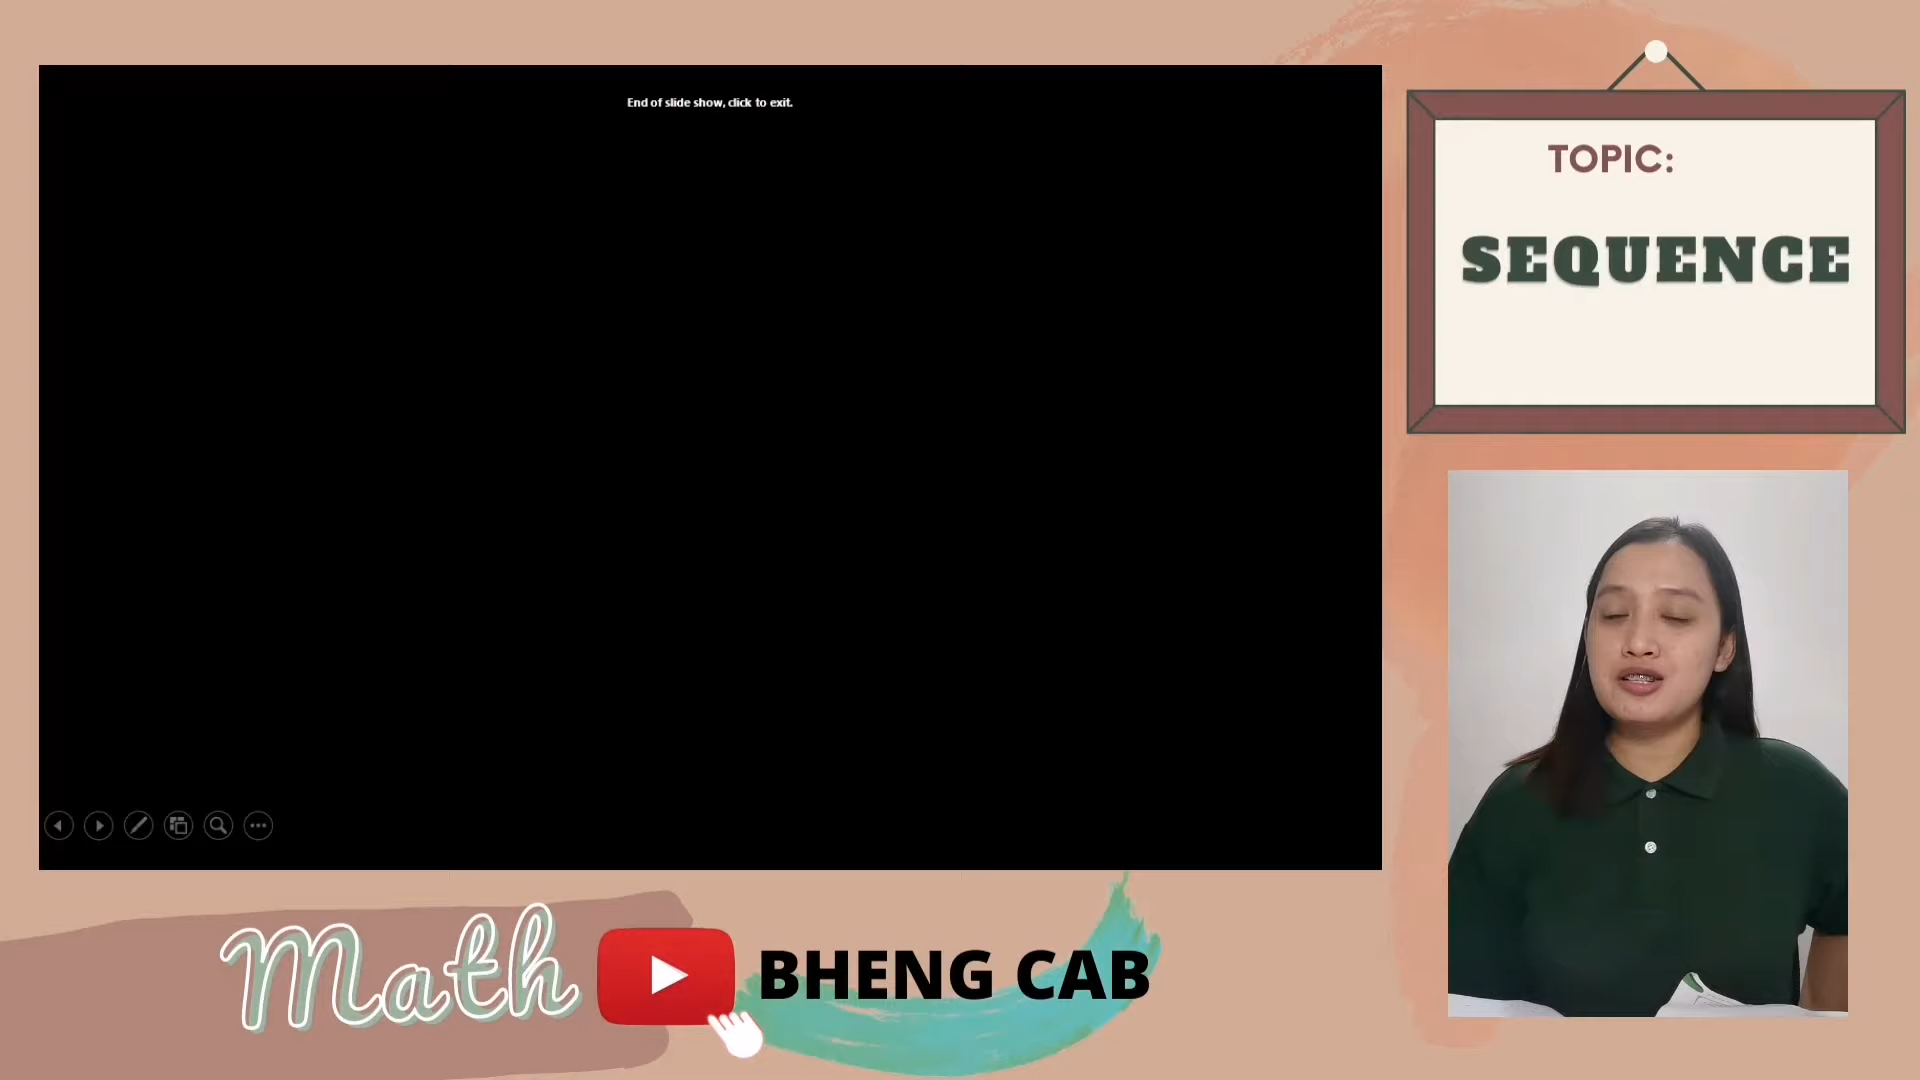 End of slide show, click to exit.
TOPIC:
SEQUENCE
Math
BHENG CAB